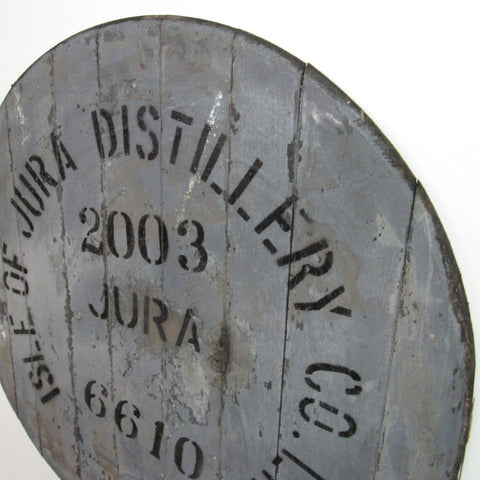 ISLE OF JURA DISTILLERY CO.
2003
JURA
6610